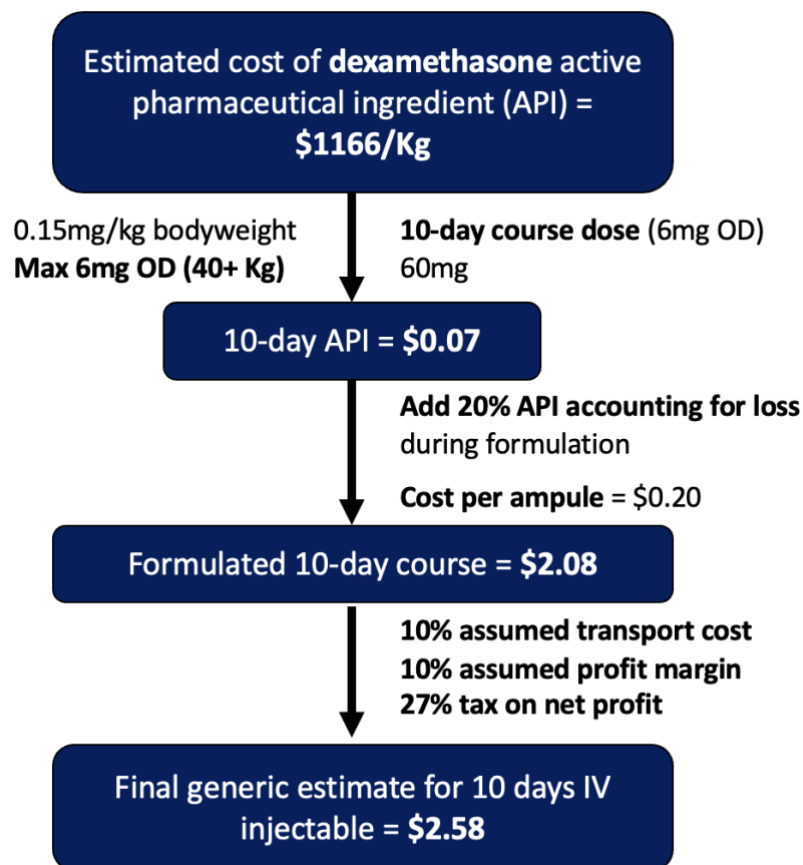 Estimated cost of dexamethasone active
pharmaceutical ingredient (API) =
$1166/Kg
0.15mg/kg bodyweight
Max 6mg OD (40+ Kg)
10-day course dose (6mg OD)
60mg
10-day API = $0.07
Add 20% API accounting for loss
during formulation
Cost per ampule = $0.20
Formulated 10-day course = $2.08
10% assumed transport cost
10% assumed profit margin
27% tax on net profit
Final generic estimate for 10 days IV
injectable = $2.58